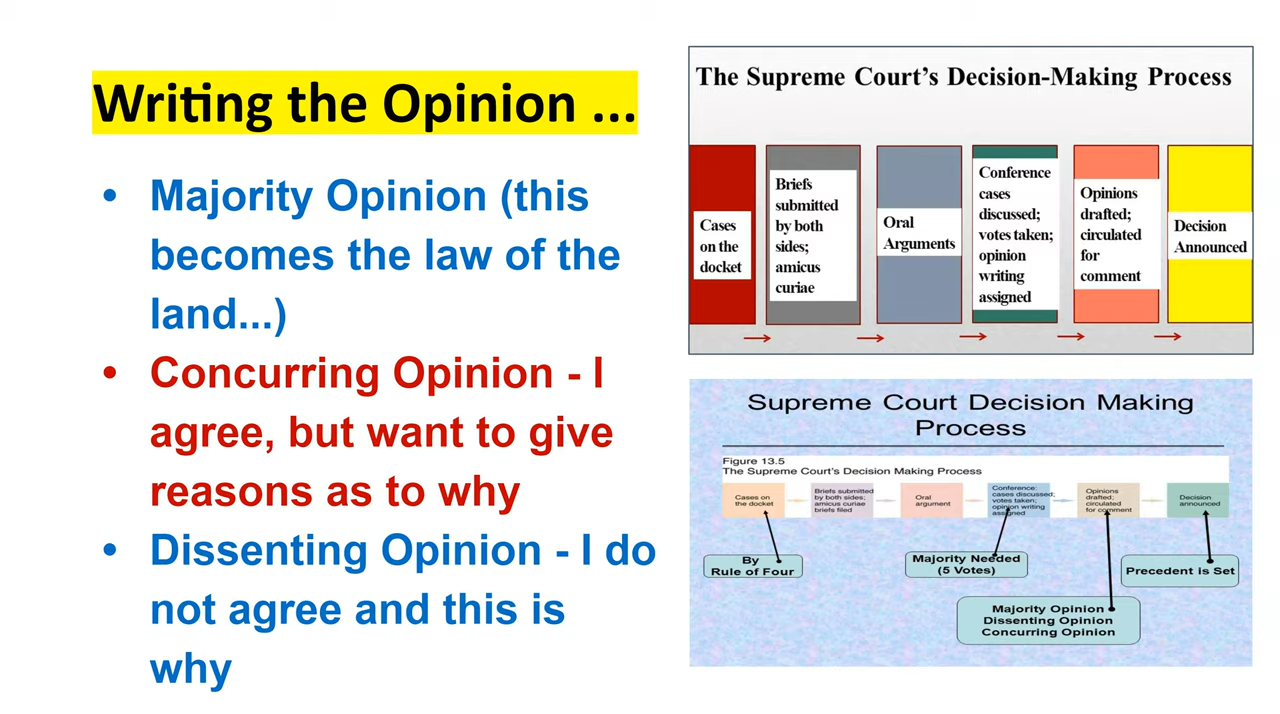 Writing the Opinion ...
• Majority Opinion (this
becomes the law of the
land...)
• Concurring Opinion - I
agree, but want to give
reasons as to why
• Dissenting Opinion - I do
not agree and this is
why
The Supreme Court's Decision-Making Process
Cases
on the
docket
Briefs
submitted
by both
sides;
amicus
curiae
Oral
Arguments
Conference
cases
discussed;
votes taken;
opinion
writing
assigned
Opinions
drafted;
circulated
for
comment
Decision
Announced
Supreme Court Decision Making
Process
Figure 13.5
The Supreme Court's Decision Making Process
Cases on
the docket
Briefs submitted
by both sides;
amicus curiae
briefs filed
Oral
argument
Conference:
cases discussed;
votes taken;
opinion writing
assigned
Opinions
drafted;
circulated
for comment
Decision
announced
By
Rule of Four
Majority Needed
(5 Votes)
Precedent is Set
Majority Opinion
Dissenting Opinion
Concurring Opinion